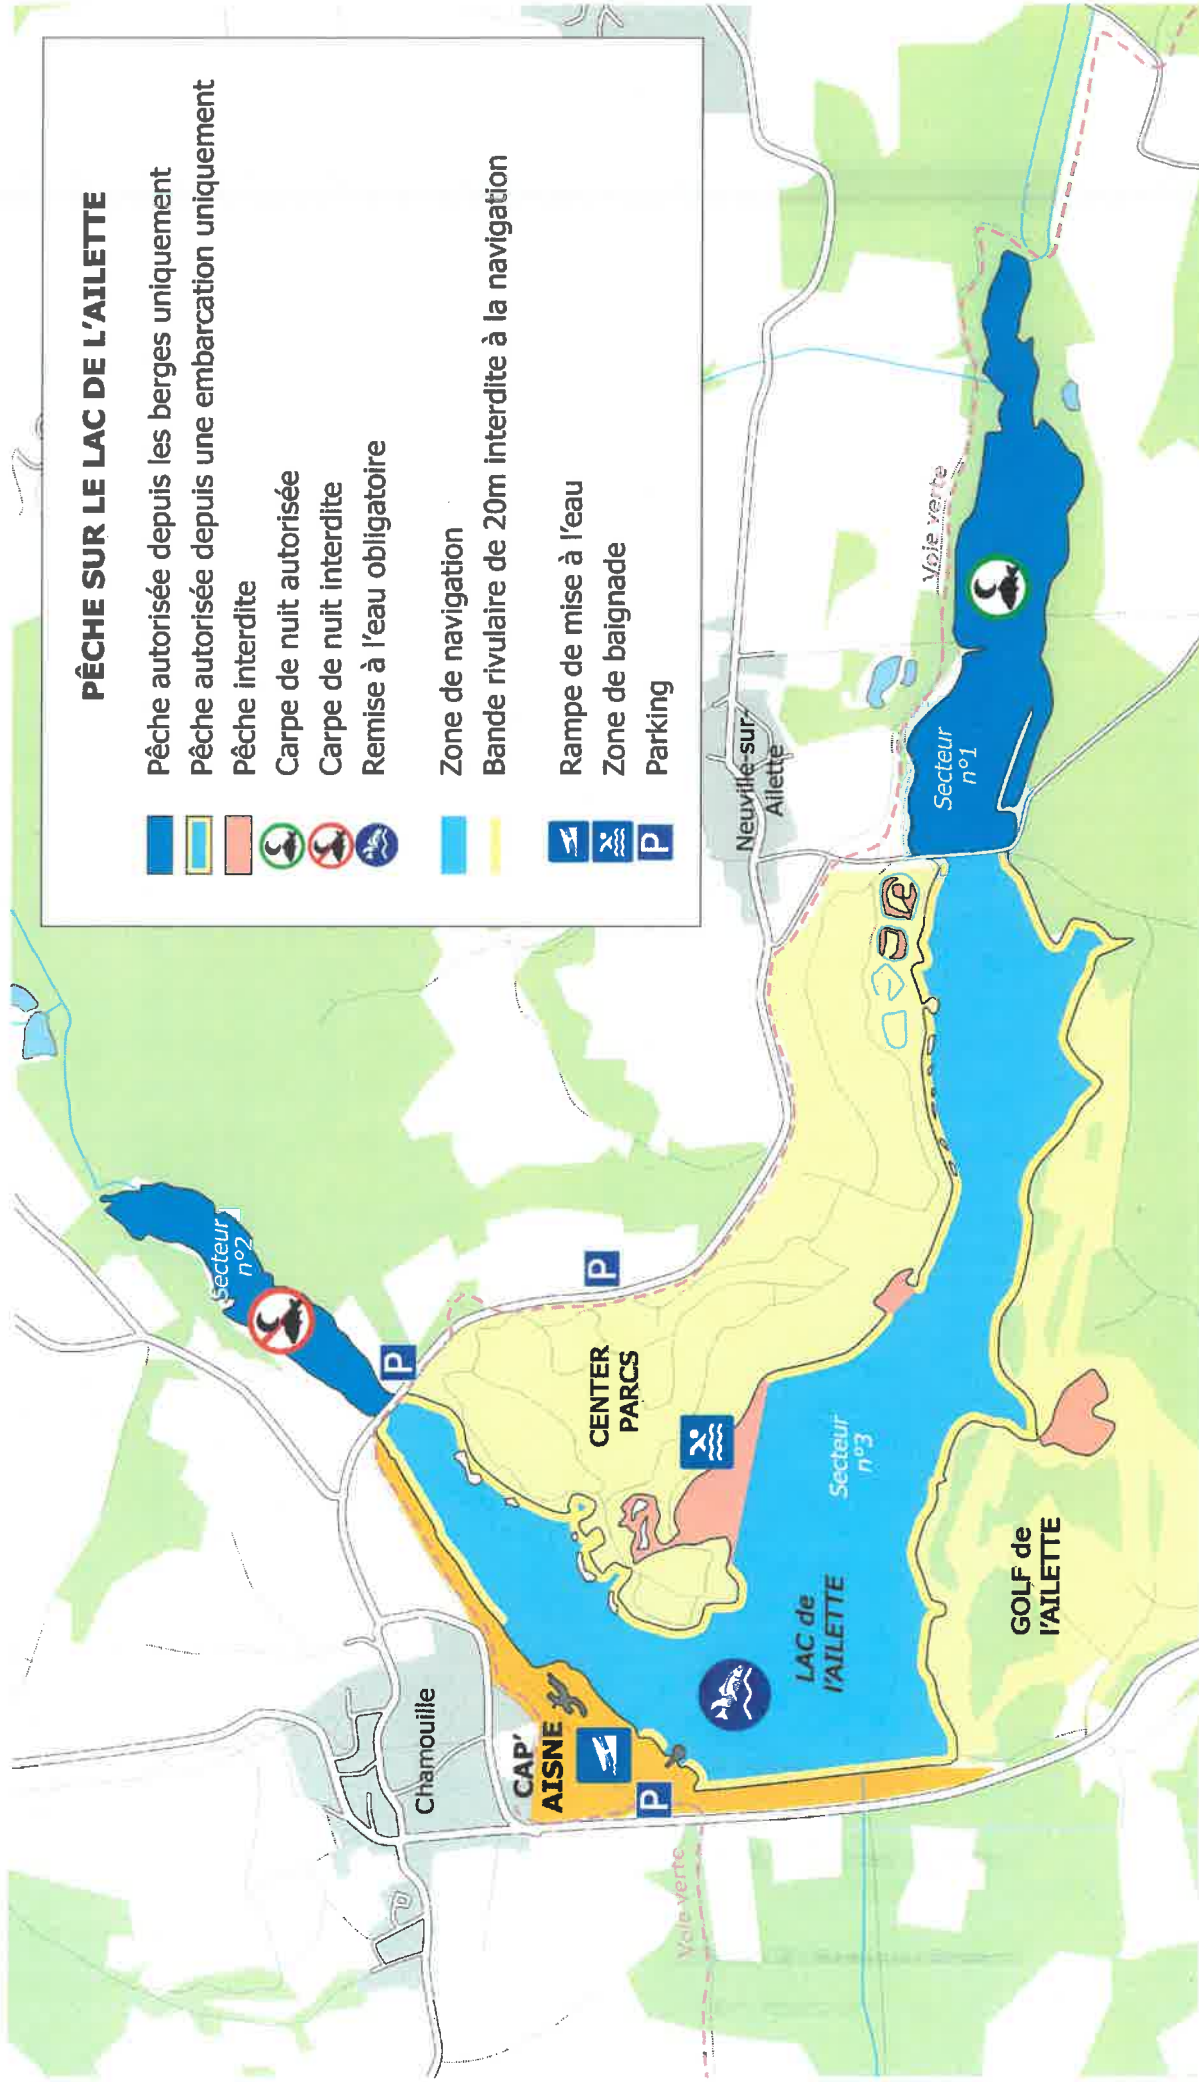 PÊCHE SUR LE LAC DE L'AILETTE
Pêche autorisée depuis les berges uniquement
Pêche autorisée depuis une embarcation uniquement
Pêche interdite
Carpe de nuit autorisée
Carpe de nuit interdite
Remise à l'eau obligatoire
Zone de navigation
Bande rivulaire de 20m interdite à la navigation
Rampe de mise à l'eau
Zone de baignade
P Parking
Secteur
n°2
P
P
Chamouille
CAP'
AISNE
P
CENTER
PARCS
Neuville-sur-
Ailette
Voie verte
Voie verte
LAC de
l'AILETTE
Secteur
n°3
Secteur
n°1
GOLF de
l'AILETTE